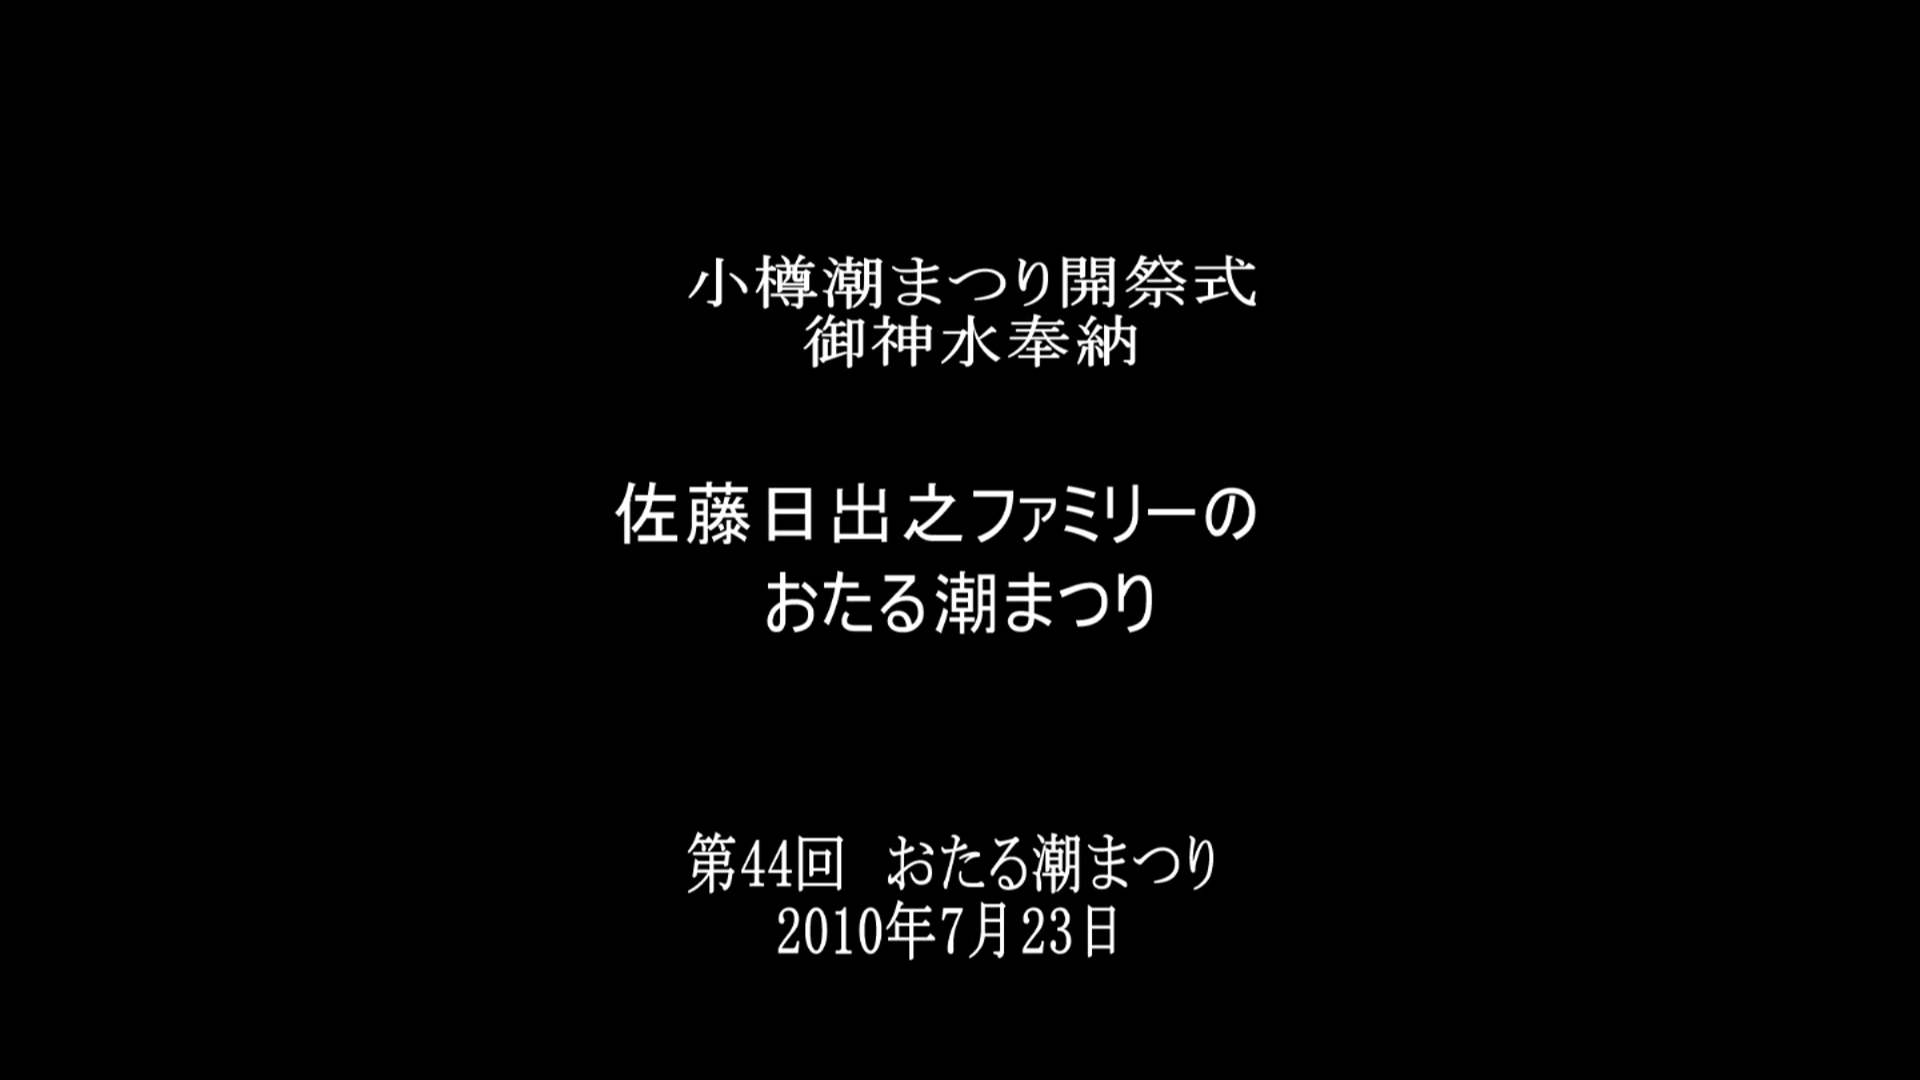 小樽潮まつり開祭式
御神水奉納
佐藤日出之ファミリーの
おたる潮まつり
第44回　おたる潮まつり
2010年7月23日